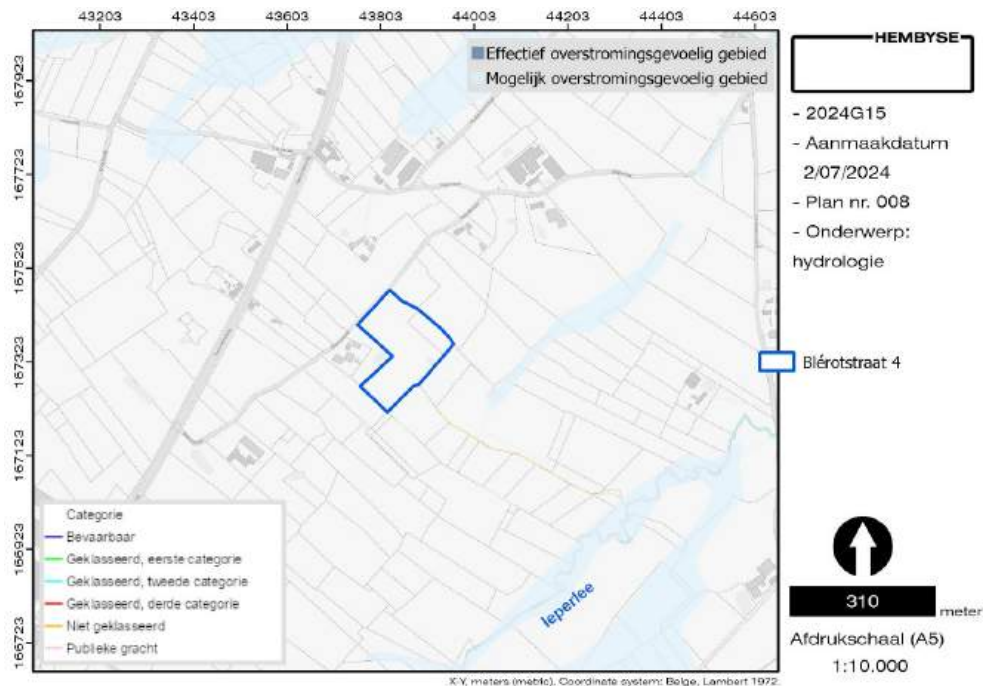 43203 43403 43603 43803 44003 44203 44403 44603
167923
167723
167523
167323
167123
166923
166723
Effectief overstromingsgevoelig gebied
Mogelijk overstromingsgevoelig gebied
Ieperlee
Categorie
Bevaarbaar
Geklasseerd, eerste categorie
Geklasseerd, tweede categorie
Geklasseerd, derde categorie
Niet geklasseerd
Publieke gracht
X-Y, meters (metric), Coordinate system: Belge, Lambert 1972.
HEMBYSE
- 2024G15
- Aanmaakdatum
2/07/2024
- Plan nr. 008
- Onderwerp:
hydrologie
Blérotstraat 4
310 meter
Afdrukschaal (A5)
1:10.000